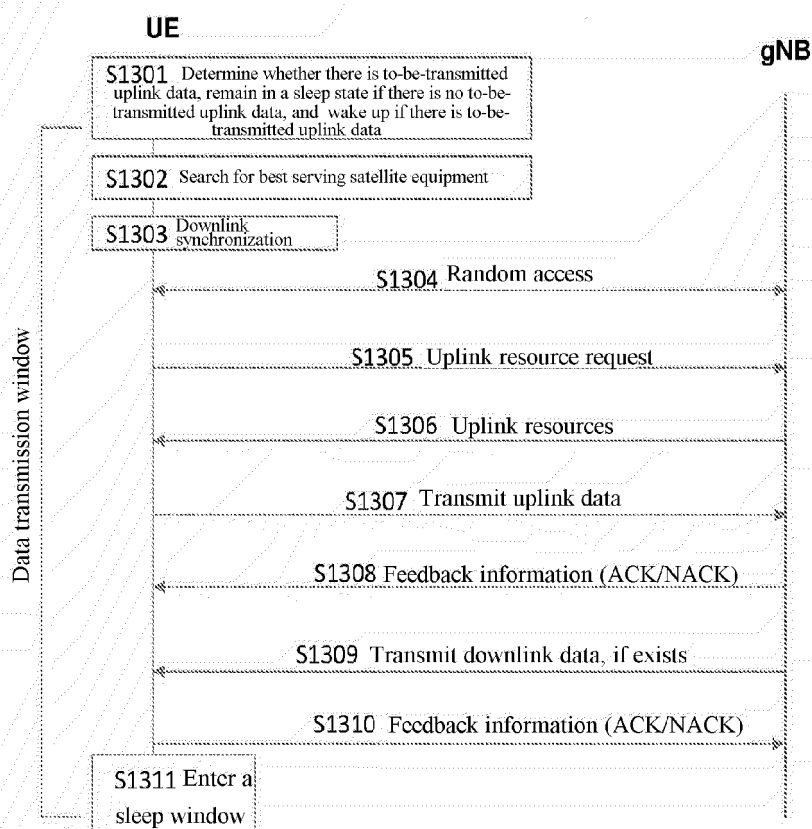 UE
gNB
S1301 Determine whether there is to-be-transmitted
uplink data, remain in a sleep state if there is no to-be-
transmitted uplink data, and wake up if there is to-be-
transmitted uplink data
S1302 Search for best serving satellite equipment
S1303 Downlink
synchronization
S1304 Random access
S1305 Uplink resource request
S1306 Uplink resources
S1307 Transmit uplink data
S1308 Feedback information (ACK/NACK)
S1309 Transmit downlink data, if exists
S1310 Feedback information (ACK/NACK)
S1311 Enter a
sleep window
Data transmission window